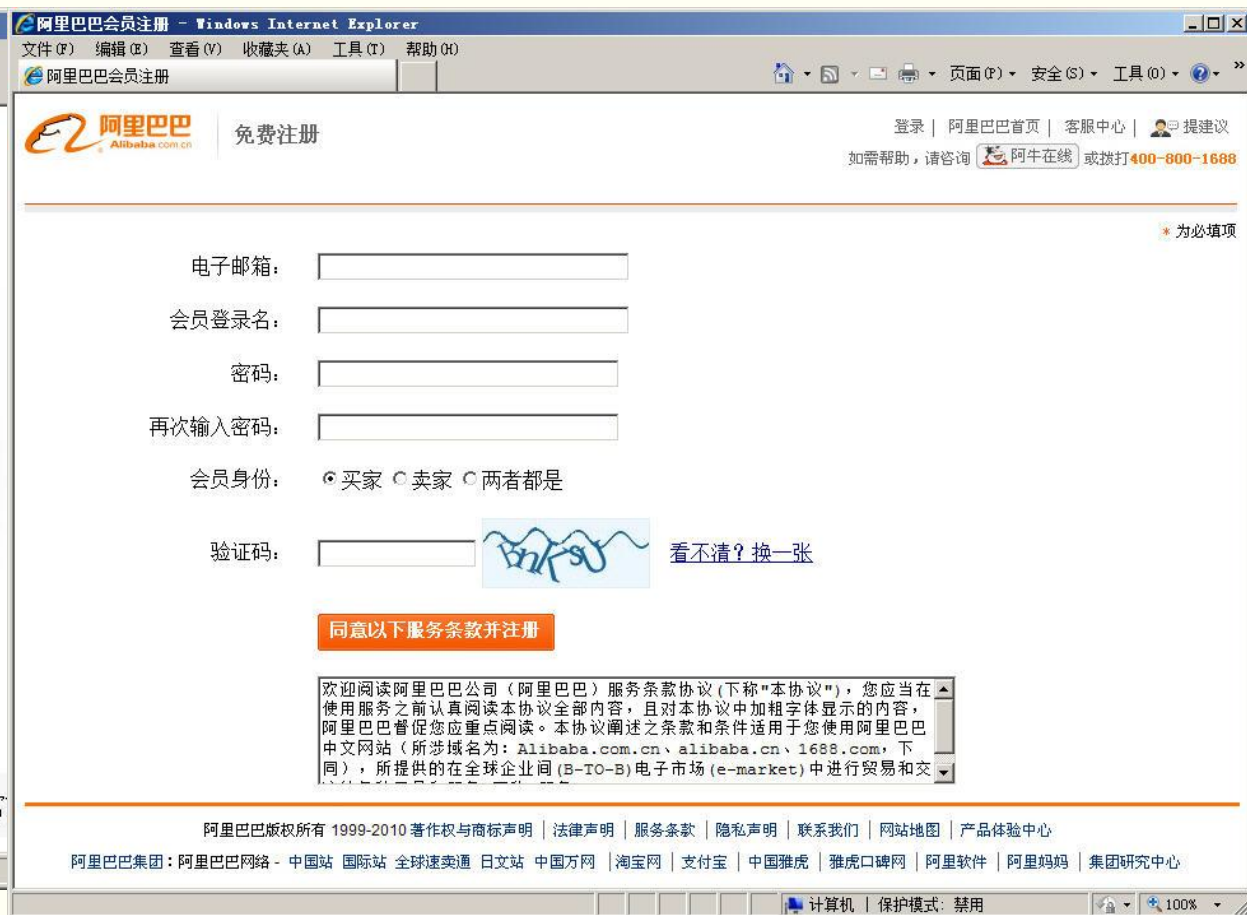 阿里巴巴会员注册 - Windows Internet Explorer
文件(F) 编辑(E) 查看(V) 收藏夹(A) 工具(T) 帮助(H)
阿里巴巴会员注册 页面(P) 安全(S) 工具(O) »
阿里巴巴 Alibaba.com.cn 免费注册
登录 | 阿里巴巴首页 | 客服中心 | 提建议
如需帮助，请咨询 阿牛在线 或拨打400-800-1688
* 为必填项
电子邮箱：
会员登录名：
密码：
再次输入密码：
会员身份： 买家 卖家 两者都是
验证码： BnKsU 看不清？换一张
同意以下服务条款并注册
欢迎阅读阿里巴巴公司（阿里巴巴）服务条款协议(下称"本协议")，您应当在
使用服务之前认真阅读本协议全部内容，且对本协议中加粗字体显示的内容，
阿里巴巴督促您应重点阅读。本协议阐述之条款和条件适用于您使用阿里巴巴
中文网站（所涉域名为：Alibaba.com.cn、alibaba.cn、1688.com，下
同），所提供的在全球企业间(B-TO-B)电子市场(e-market)中进行贸易和交
阿里巴巴版权所有 1999-2010 著作权与商标声明 | 法律声明 | 服务条款 | 隐私声明 | 联系我们 | 网站地图 | 产品体验中心
阿里巴巴集团：阿里巴巴网络 - 中国站 国际站 全球速卖通 日文站 中国万网 | 淘宝网 | 支付宝 | 中国雅虎 | 雅虎口碑网 | 阿里软件 | 阿里妈妈 | 集团研究中心
计算机 | 保护模式: 禁用 100%